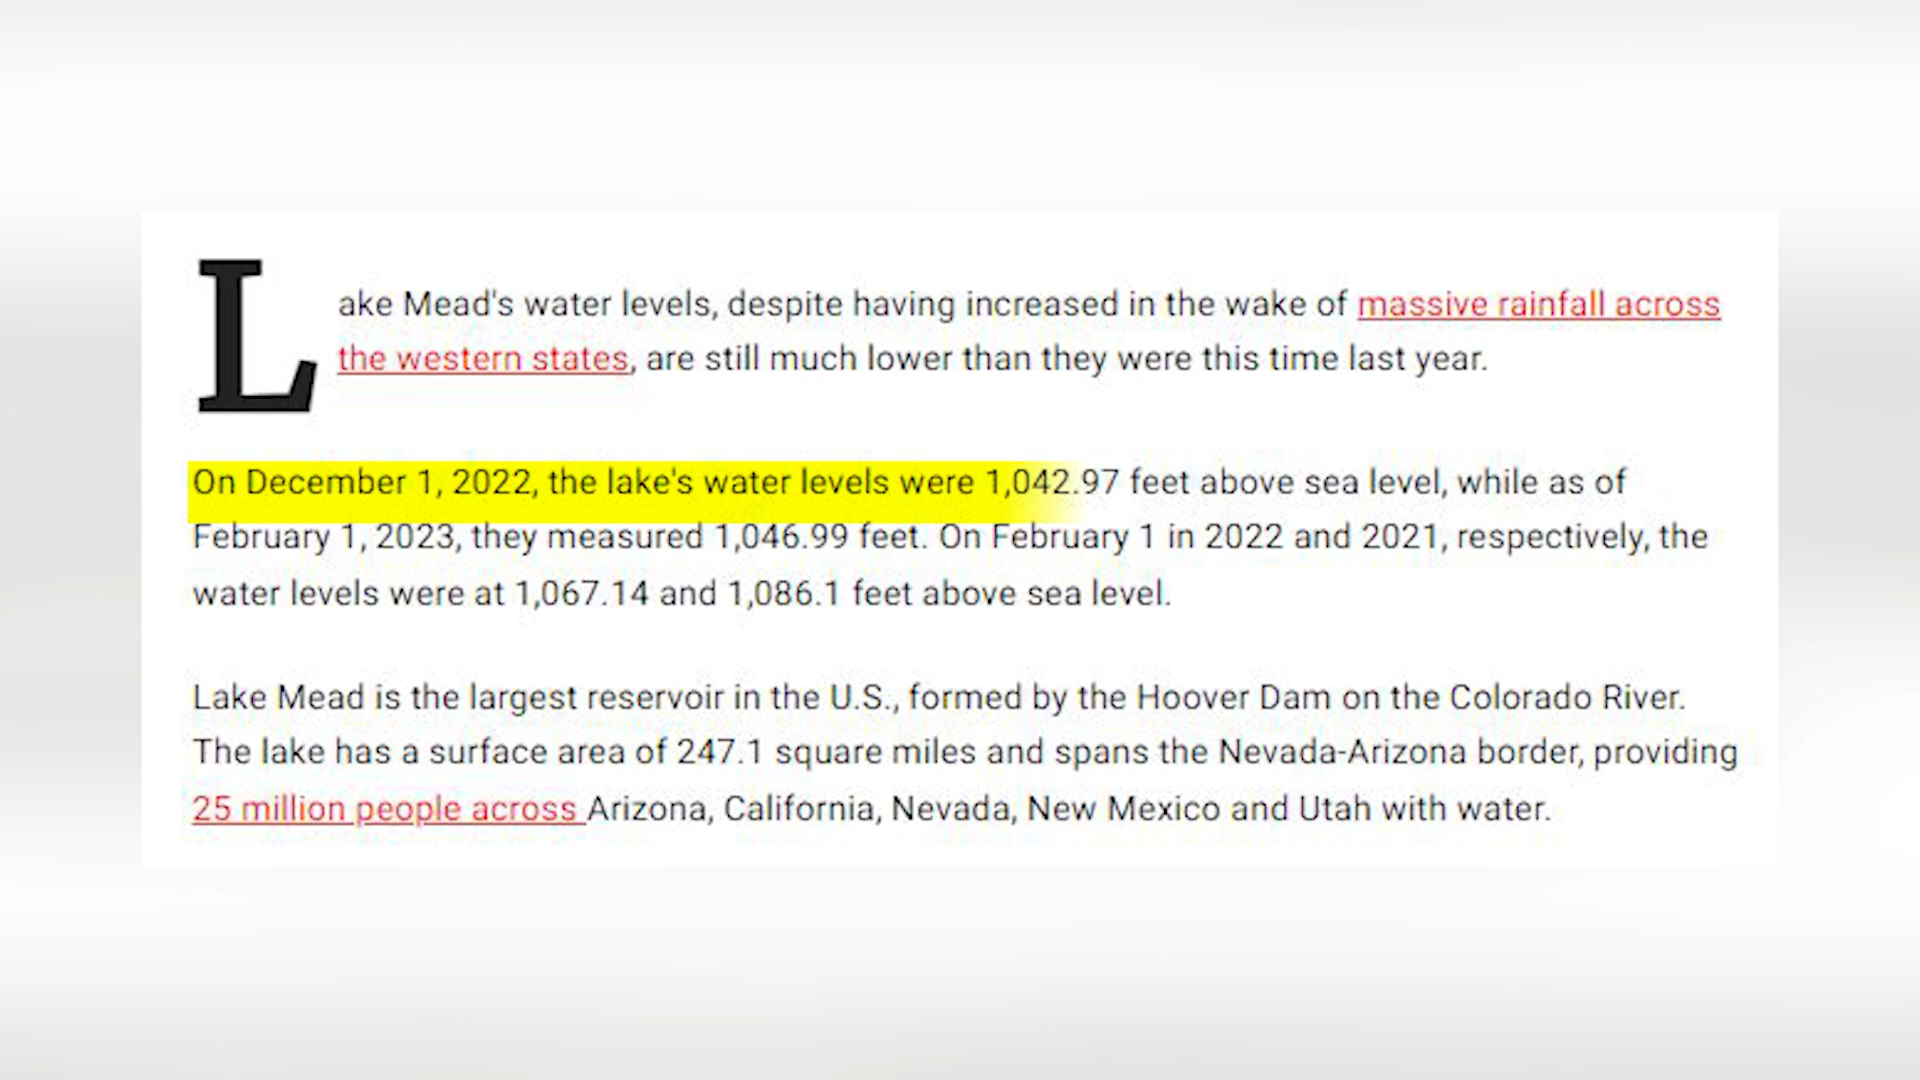 Lake Mead's water levels, despite having increased in the wake of massive rainfall across
the western states, are still much lower than they were this time last year.
On December 1, 2022, the lake's water levels were 1,042.97 feet above sea level, while as of
February 1, 2023, they measured 1,046.99 feet. On February 1 in 2022 and 2021, respectively, the
water levels were at 1,067.14 and 1,086.1 feet above sea level.
Lake Mead is the largest reservoir in the U.S., formed by the Hoover Dam on the Colorado River.
The lake has a surface area of 247.1 square miles and spans the Nevada-Arizona border, providing
25 million people across Arizona, California, Nevada, New Mexico and Utah with water.